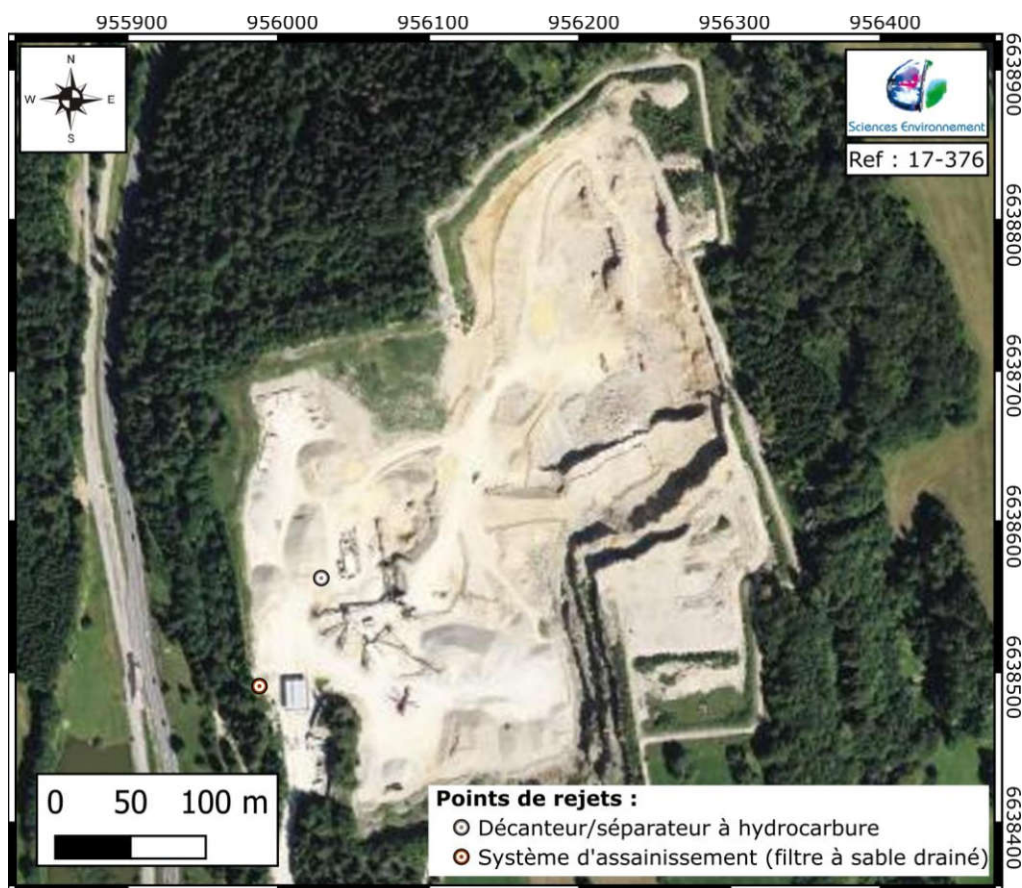 955900 956000 956100 956200 956300 956400
N
W E
S
Sciences Environnement
Ref : 17-376
6638900
6638800
6638700
6638600
6638500
6638400
0 50 100 m
Points de rejets :
Décanteur/séparateur à hydrocarbure
Système d'assainissement (filtre à sable drainé)